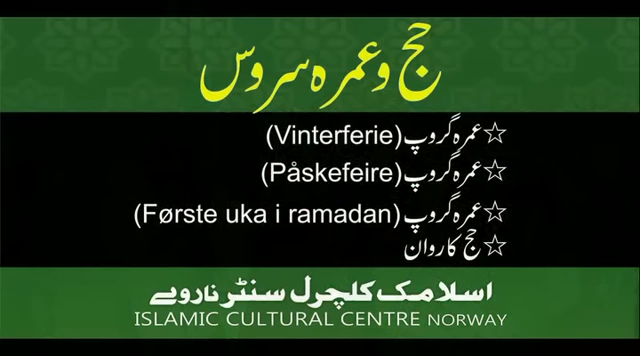 حج و عمرہ سروس
☆عمرہ گروپ (Vinterferie)
☆عمرہ گروپ (Påskefeire)
☆عمرہ گروپ (Første uka i ramadan)
☆حج کاروان
اسلامک کلچرل سنٹر ناروے
ISLAMIC CULTURAL CENTRE NORWAY